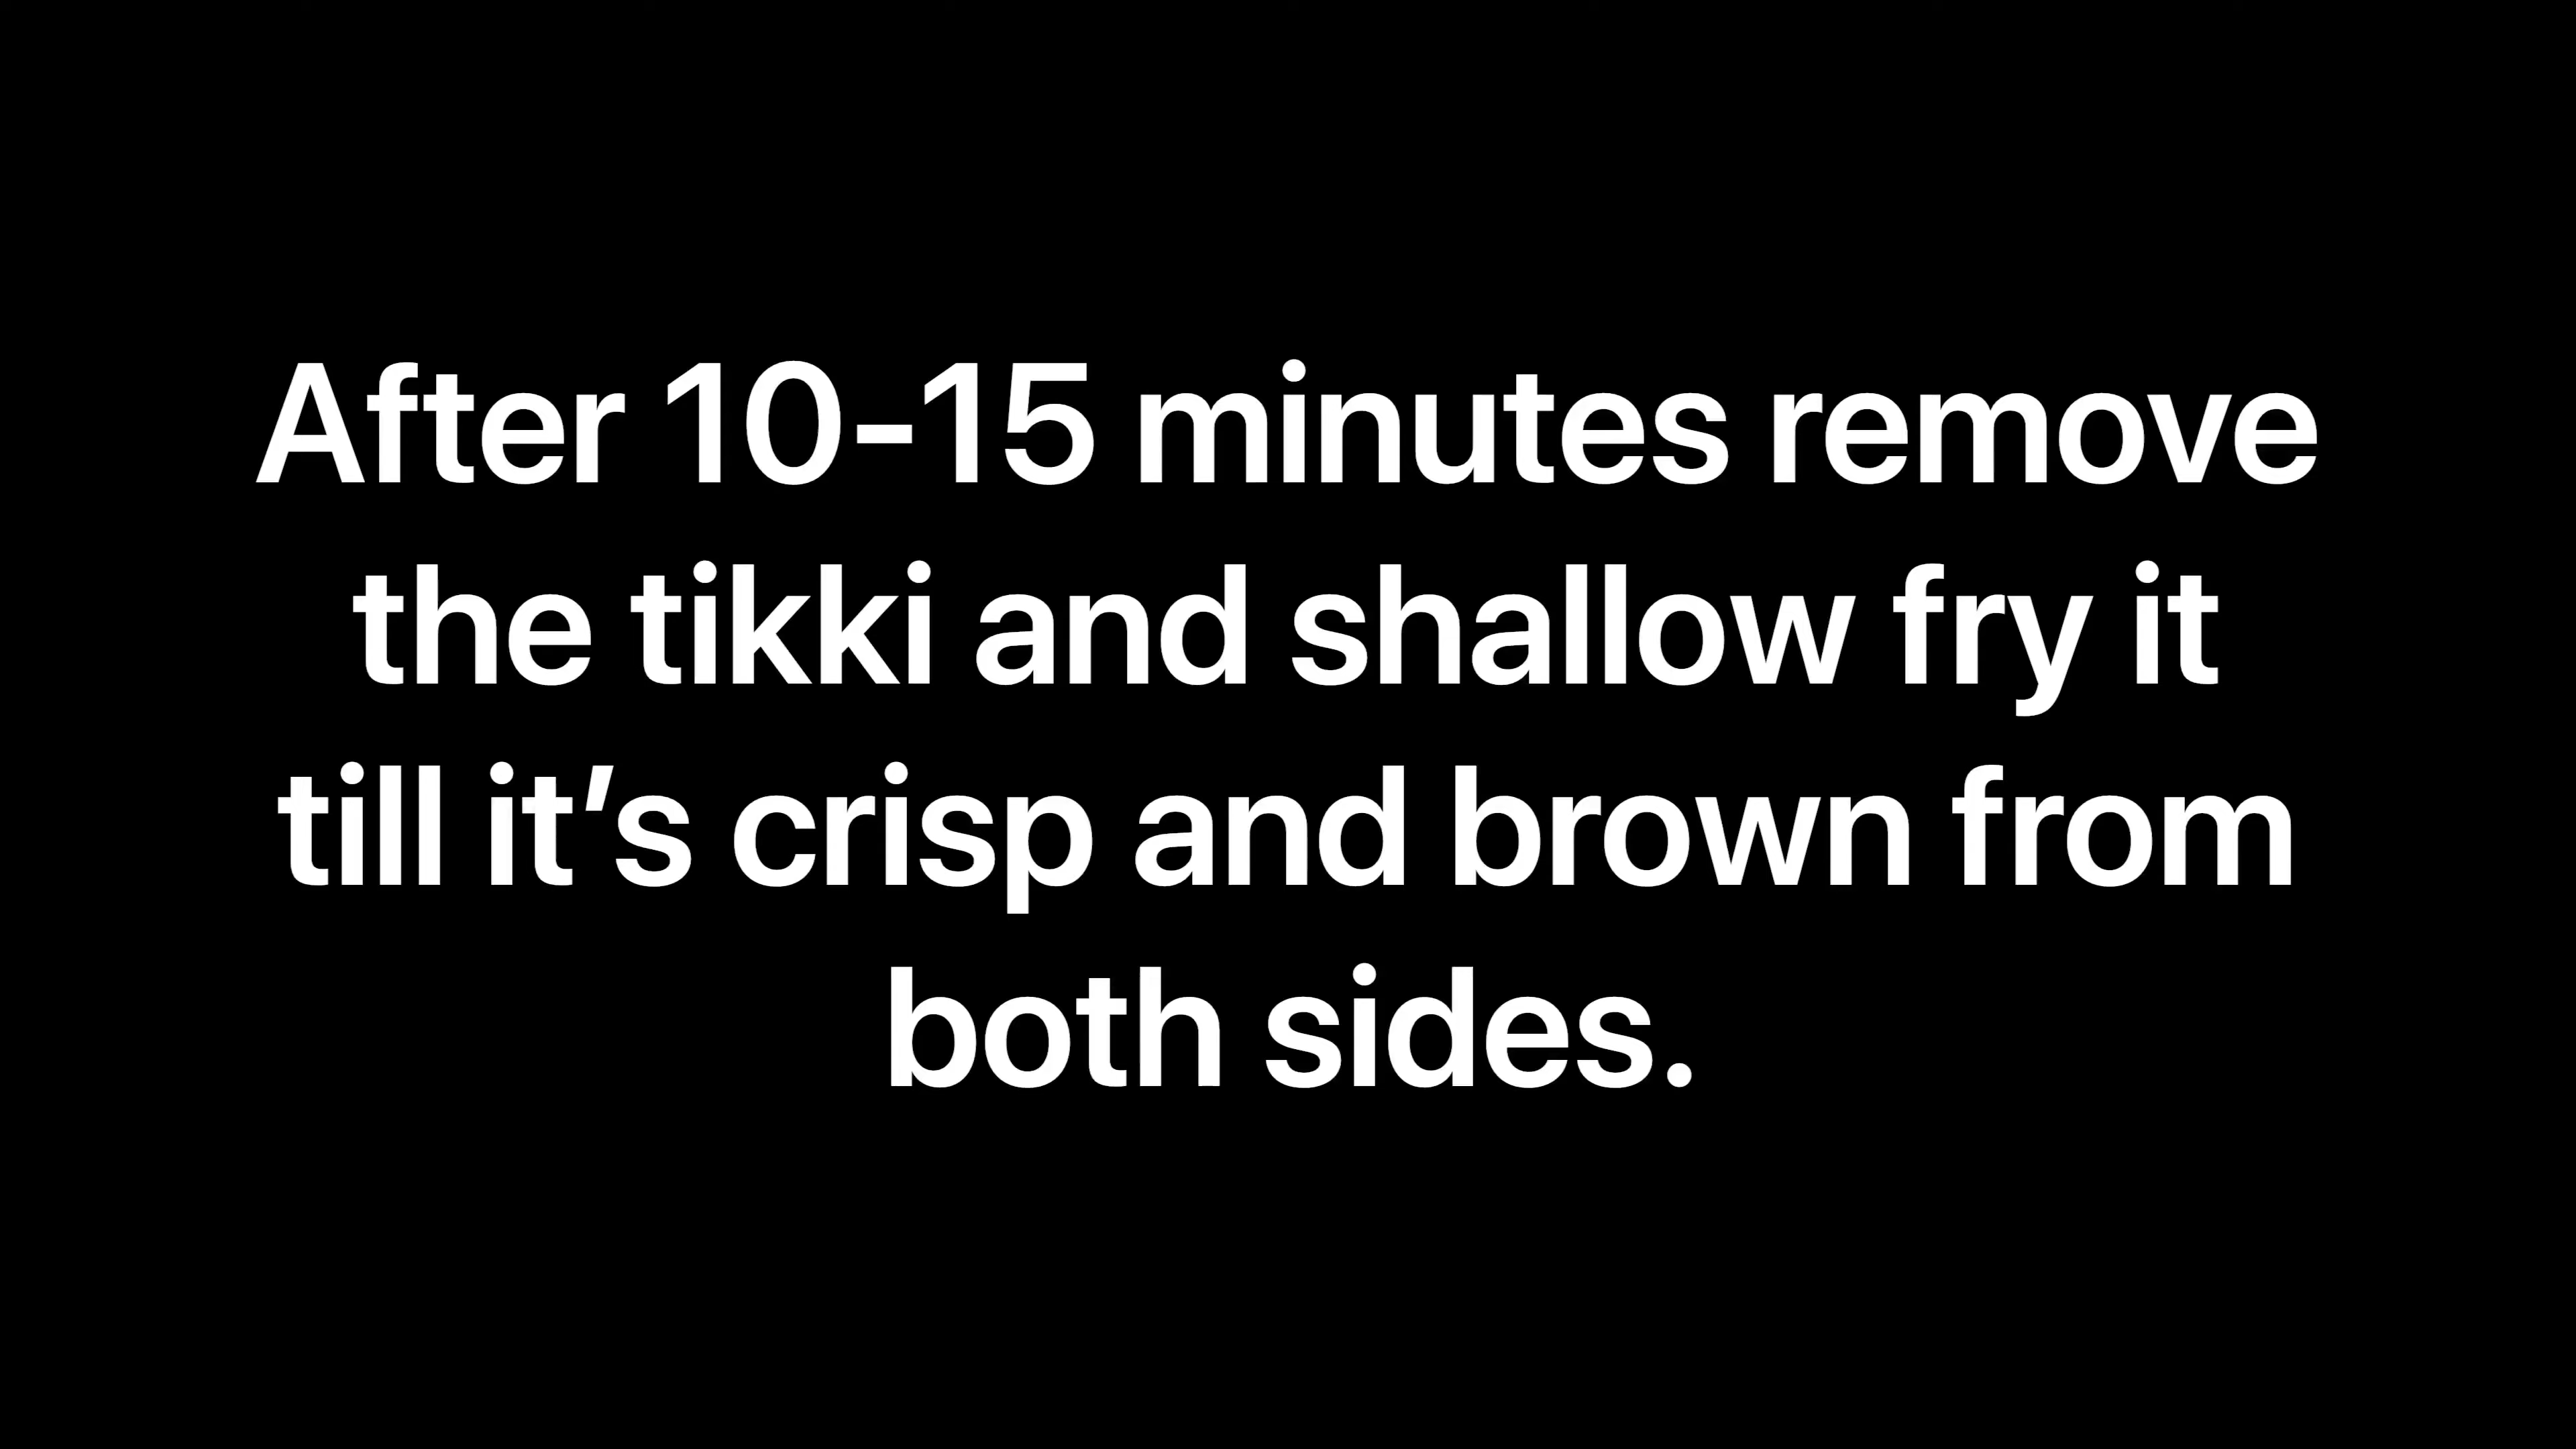 After 10-15 minutes remove
the tikki and shallow fry it
till it’s crisp and brown from
both sides.